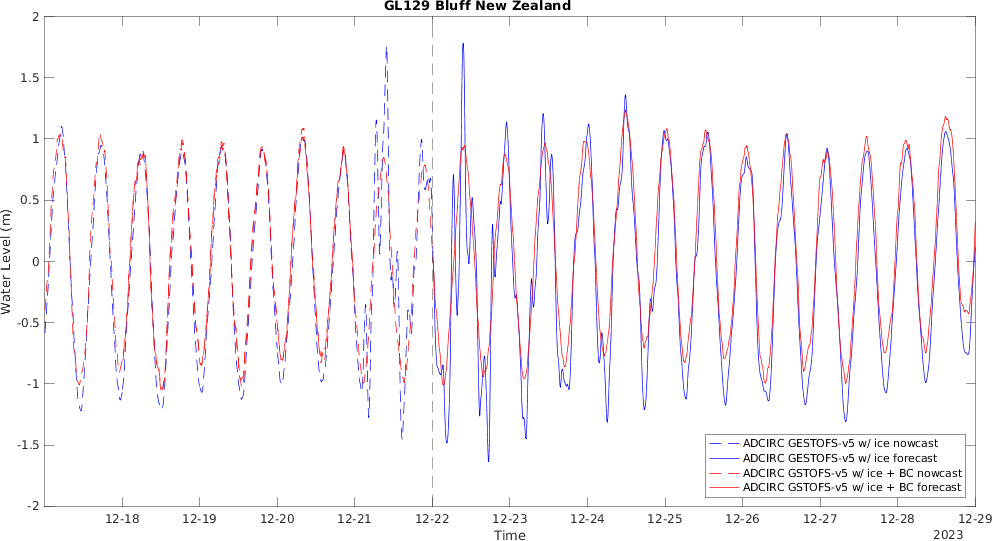 GL129 Bluff New Zealand
2
1.5
1
0.5
0
-0.5
-1
-1.5
-2
Water Level (m)
ADCIRC GESTOFS-v5 w/ ice nowcast
ADCIRC GESTOFS-v5 w/ ice forecast
ADCIRC GSTOFS-v5 w/ ice + BC nowcast
ADCIRC GSTOFS-v5 w/ ice + BC forecast
12-18 12-19 12-20 12-21 12-22 12-23 12-24 12-25 12-26 12-27 12-28 12-29
Time
2023